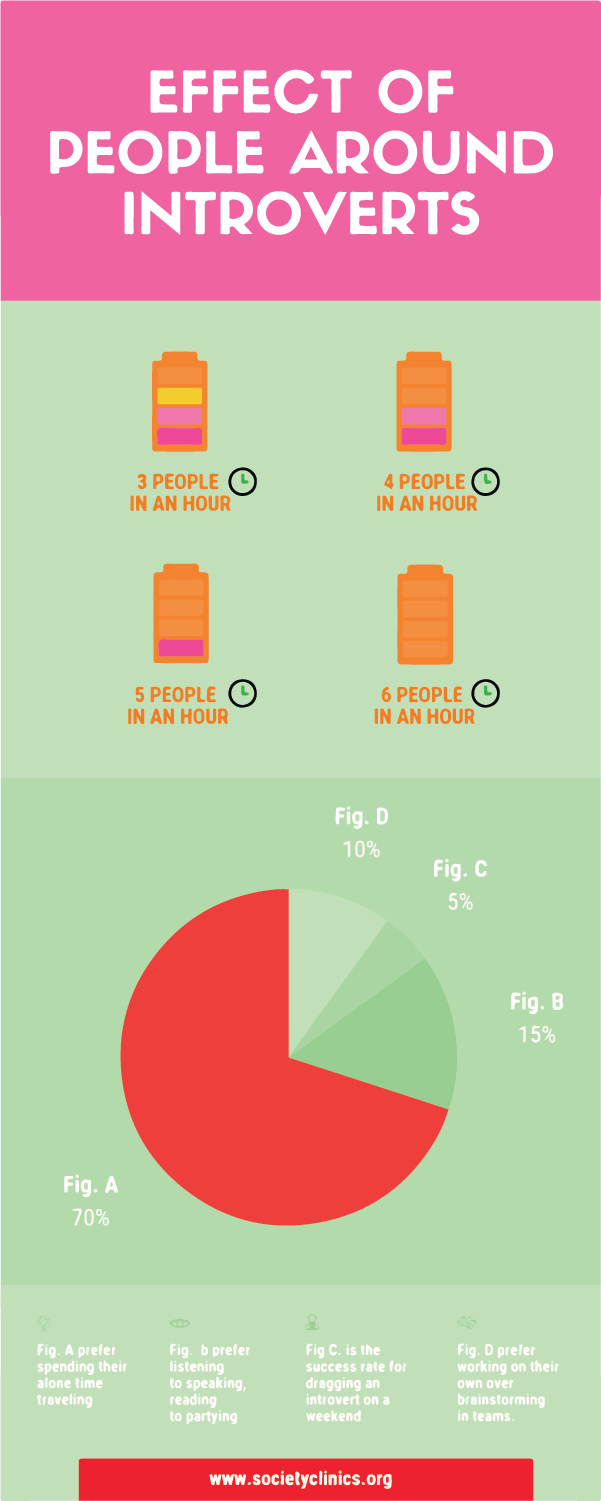 EFFECT OF
PEOPLE AROUND
INTROVERTS
3 PEOPLE
IN AN HOUR
4 PEOPLE
IN AN HOUR
5 PEOPLE
IN AN HOUR
6 PEOPLE
IN AN HOUR
Fig. D
10%
Fig. C
5%
Fig. B
15%
Fig. A
70%
Fig. A prefer
spending their
alone time
traveling
Fig. b prefer
listening
to speaking,
reading
to partying
Fig C. is the
success rate for
dragging an
introvert on a
weekend
Fig. D prefer
working on their
own over
brainstorming
in teams.
www.societyclinics.org